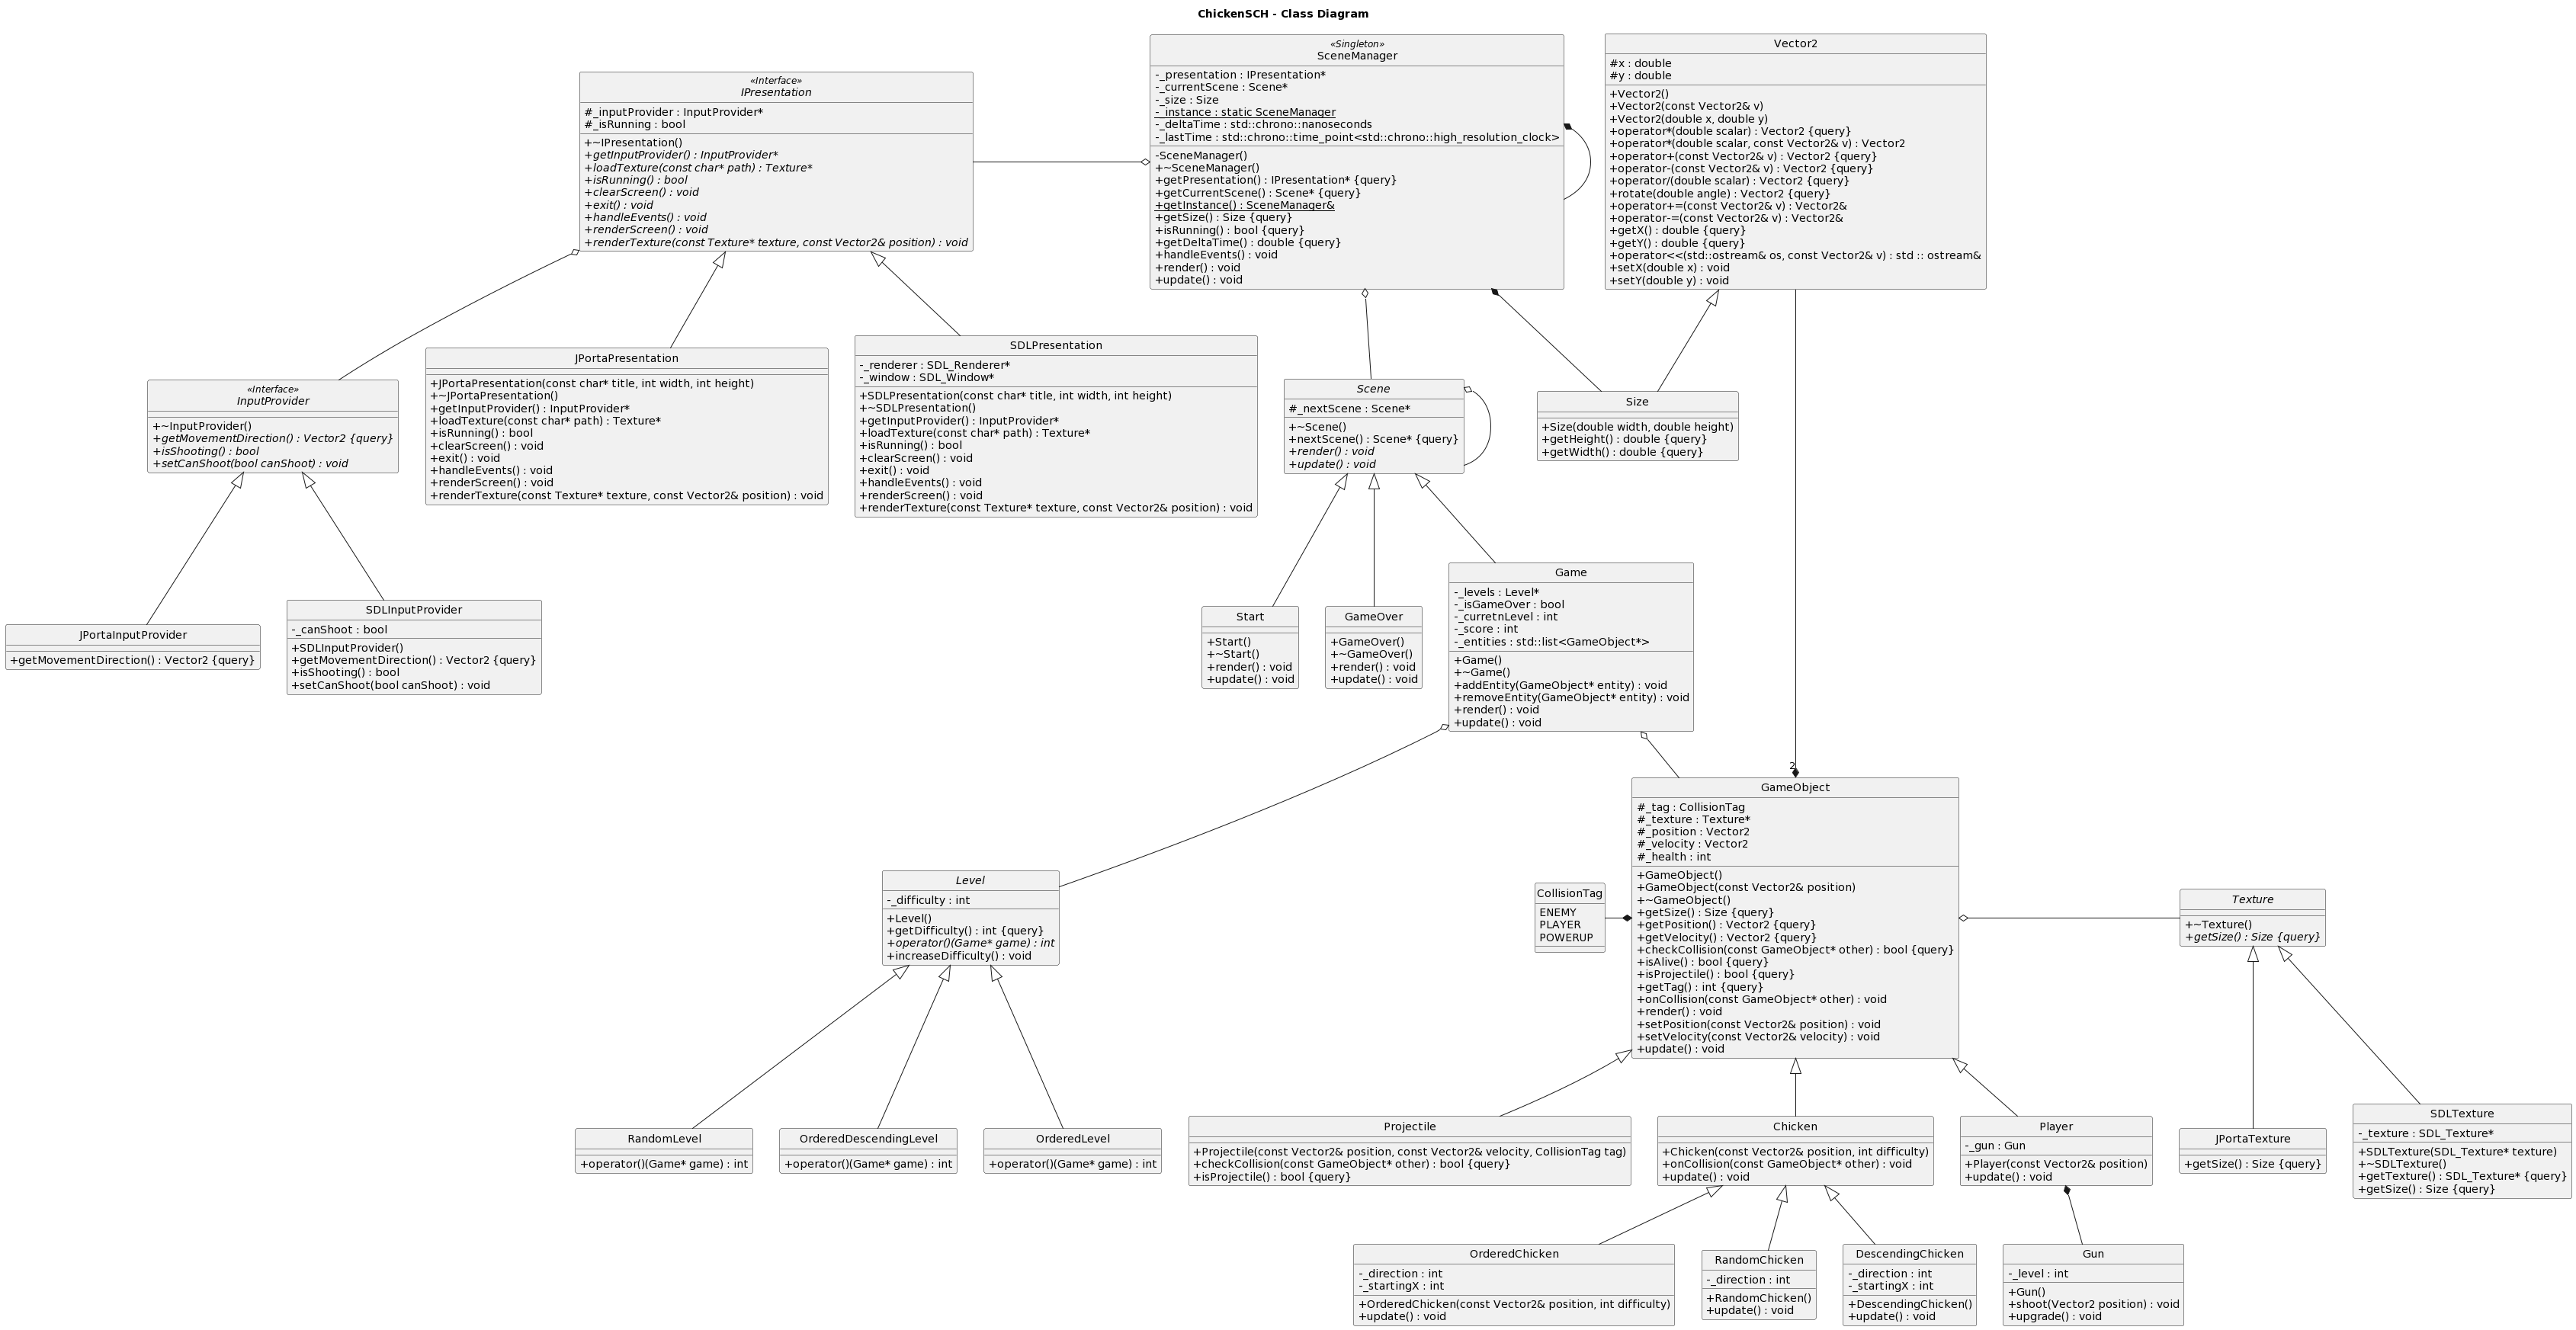 ChickenSCH - Class Diagram
«Interface»
IPresentation
#_inputProvider : InputProvider*
#_isRunning : bool
+~IPresentation()
+getInputProvider() : InputProvider*
+loadTexture(const char* path) : Texture*
+isRunning() : bool
+clearScreen() : void
+exit() : void
+handleEvents() : void
+renderScreen() : void
+renderTexture(const Texture* texture, const Vector2& position) : void
«Singleton»
SceneManager
-_presentation : IPresentation*
-_currentScene : Scene*
-_size : Size
-_instance : static SceneManager
-_deltaTime : std::chrono::nanoseconds
-_lastTime : std::chrono::time_point<std::chrono::high_resolution_clock>
-SceneManager()
+~SceneManager()
+getPresentation() : IPresentation* {query}
+getCurrentScene() : Scene* {query}
+getInstance() : SceneManager&
+getSize() : Size {query}
+isRunning() : bool {query}
+getDeltaTime() : double {query}
+handleEvents() : void
+render() : void
+update() : void
Vector2
#x : double
#y : double
+Vector2()
+Vector2(const Vector2& v)
+Vector2(double x, double y)
+operator*(double scalar) : Vector2 {query}
+operator*(double scalar, const Vector2& v) : Vector2
+operator+(const Vector2& v) : Vector2 {query}
+operator-(const Vector2& v) : Vector2 {query}
+operator/(double scalar) : Vector2 {query}
+rotate(double angle) : Vector2 {query}
+operator+=(const Vector2& v) : Vector2&
+operator-=(const Vector2& v) : Vector2&
+getX() : double {query}
+getY() : double {query}
+operator<<(std::ostream& os, const Vector2& v) : std :: ostream&
+setX(double x) : void
+setY(double y) : void
«Interface»
InputProvider
+~InputProvider()
+getMovementDirection() : Vector2 {query}
+isShooting() : bool
+setCanShoot(bool canShoot) : void
JPortaPresentation
+JPortaPresentation(const char* title, int width, int height)
+~JPortaPresentation()
+getInputProvider() : InputProvider*
+loadTexture(const char* path) : Texture*
+isRunning() : bool
+clearScreen() : void
+exit() : void
+handleEvents() : void
+renderScreen() : void
+renderTexture(const Texture* texture, const Vector2& position) : void
SDLPresentation
-_renderer : SDL_Renderer*
-_window : SDL_Window*
+SDLPresentation(const char* title, int width, int height)
+~SDLPresentation()
+getInputProvider() : InputProvider*
+loadTexture(const char* path) : Texture*
+isRunning() : bool
+clearScreen() : void
+exit() : void
+handleEvents() : void
+renderScreen() : void
+renderTexture(const Texture* texture, const Vector2& position) : void
Scene
#_nextScene : Scene*
+~Scene()
+nextScene() : Scene* {query}
+render() : void
+update() : void
Size
+Size(double width, double height)
+getHeight() : double {query}
+getWidth() : double {query}
JPortaInputProvider
+getMovementDirection() : Vector2 {query}
SDLInputProvider
-_canShoot : bool
+SDLInputProvider()
+getMovementDirection() : Vector2 {query}
+isShooting() : bool
+setCanShoot(bool canShoot) : void
Start
+Start()
+~Start()
+render() : void
+update() : void
GameOver
+GameOver()
+~GameOver()
+render() : void
+update() : void
Game
-_levels : Level*
-_isGameOver : bool
-_curretnLevel : int
-_score : int
-_entities : std::list<GameObject*>
+Game()
+~Game()
+addEntity(GameObject* entity) : void
+removeEntity(GameObject* entity) : void
+render() : void
+update() : void
2
Level
-_difficulty : int
+Level()
+getDifficulty() : int {query}
+operator()(Game* game) : int
+increaseDifficulty() : void
CollisionTag
ENEMY
PLAYER
POWERUP
GameObject
#_tag : CollisionTag
#_texture : Texture*
#_position : Vector2
#_velocity : Vector2
#_health : int
+GameObject()
+GameObject(const Vector2& position)
+~GameObject()
+getSize() : Size {query}
+getPosition() : Vector2 {query}
+getVelocity() : Vector2 {query}
+checkCollision(const GameObject* other) : bool {query}
+isAlive() : bool {query}
+isProjectile() : bool {query}
+getTag() : int {query}
+onCollision(const GameObject* other) : void
+render() : void
+setPosition(const Vector2& position) : void
+setVelocity(const Vector2& velocity) : void
+update() : void
Texture
+~Texture()
+getSize() : Size {query}
RandomLevel
+operator()(Game* game) : int
OrderedDescendingLevel
+operator()(Game* game) : int
OrderedLevel
+operator()(Game* game) : int
Projectile
+Projectile(const Vector2& position, const Vector2& velocity, CollisionTag tag)
+checkCollision(const GameObject* other) : bool {query}
+isProjectile() : bool {query}
Chicken
+Chicken(const Vector2& position, int difficulty)
+onCollision(const GameObject* other) : void
+update() : void
Player
-_gun : Gun
+Player(const Vector2& position)
+update() : void
JPortaTexture
+getSize() : Size {query}
SDLTexture
-_texture : SDL_Texture*
+SDLTexture(SDL_Texture* texture)
+~SDLTexture()
+getTexture() : SDL_Texture* {query}
+getSize() : Size {query}
OrderedChicken
-_direction : int
-_startingX : int
+OrderedChicken(const Vector2& position, int difficulty)
+update() : void
RandomChicken
-_direction : int
+RandomChicken()
+update() : void
DescendingChicken
-_direction : int
-_startingX : int
+DescendingChicken()
+update() : void
Gun
-_level : int
+Gun()
+shoot(Vector2 position) : void
+upgrade() : void